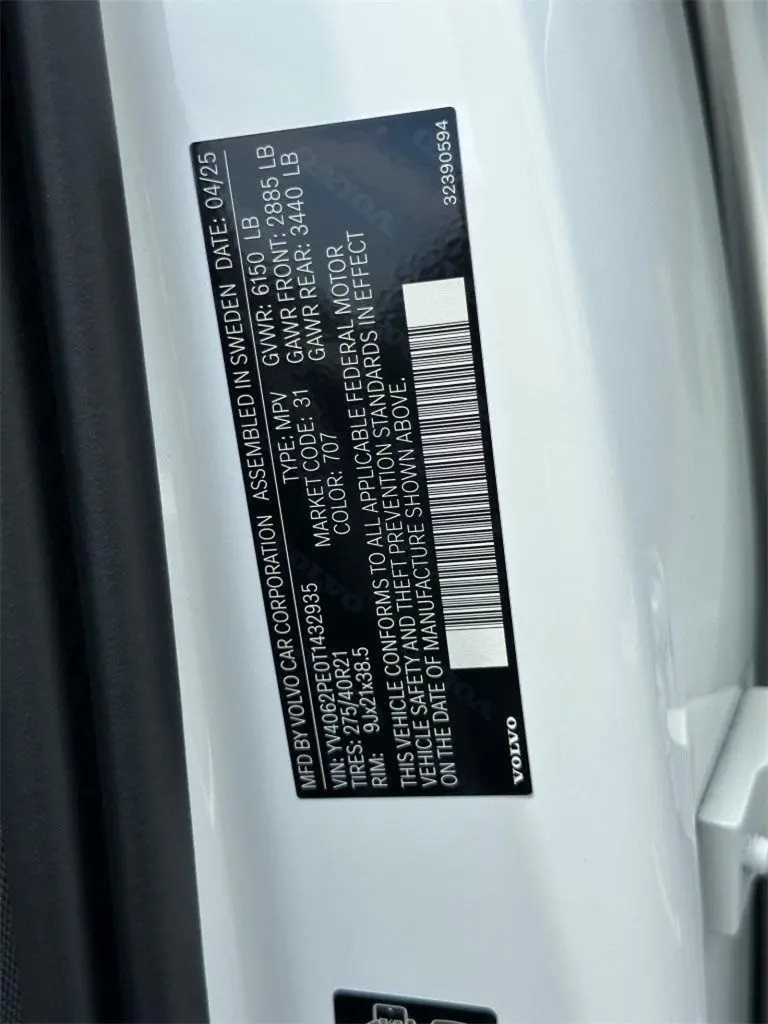 MFD BY VOLVO CAR CORPORATION ASSEMBLED IN SWEDEN DATE: 04/25
VIN: YV4062PE0T1432935 TYPE: MPV GVWR: 6150 LB
TIRES: 275/40R21 MARKET CODE: 31 GAWR FRONT: 2885 LB
RIM: 9Jx21x38.5 COLOR: 707 GAWR REAR: 3440 LB
THIS VEHICLE CONFORMS TO ALL APPLICABLE FEDERAL MOTOR
VEHICLE SAFETY AND THEFT PREVENTION STANDARDS IN EFFECT
ON THE DATE OF MANUFACTURE SHOWN ABOVE.
VOLVO
32390594